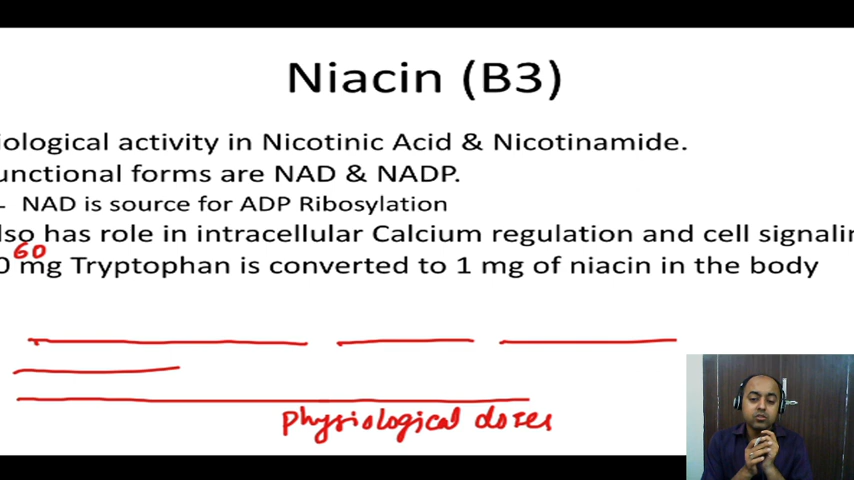 Niacin (B3)
iological activity in Nicotinic Acid & Nicotinamide.
unctional forms are NAD & NADP.
- NAD is source for ADP Ribosylation
lso has role in intracellular Calcium regulation and cell signalin
60
0 mg Tryptophan is converted to 1 mg of niacin in the body
Physiological doses